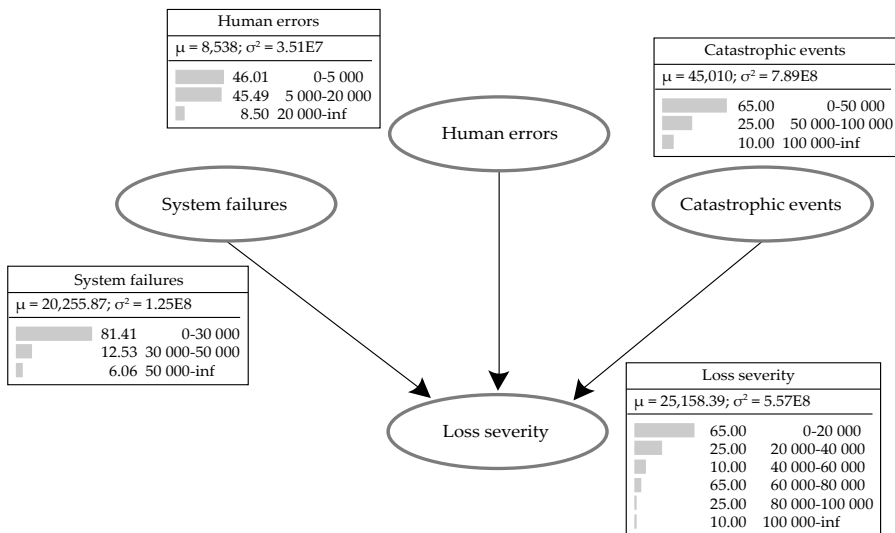 Human errors
μ = 8,538; σ² = 3.51E7
46.01 0-5 000
45.49 5 000-20 000
8.50 20 000-inf
Catastrophic events
μ = 45,010; σ² = 7.89E8
65.00 0-50 000
25.00 50 000-100 000
10.00 100 000-inf
Human errors
System failures
Catastrophic events
System failures
μ = 20,255.87; σ² = 1.25E8
81.41 0-30 000
12.53 30 000-50 000
6.06 50 000-inf
Loss severity
Loss severity
μ = 25,158.39; σ² = 5.57E8
65.00 0-20 000
25.00 20 000-40 000
10.00 40 000-60 000
65.00 60 000-80 000
25.00 80 000-100 000
10.00 100 000-inf